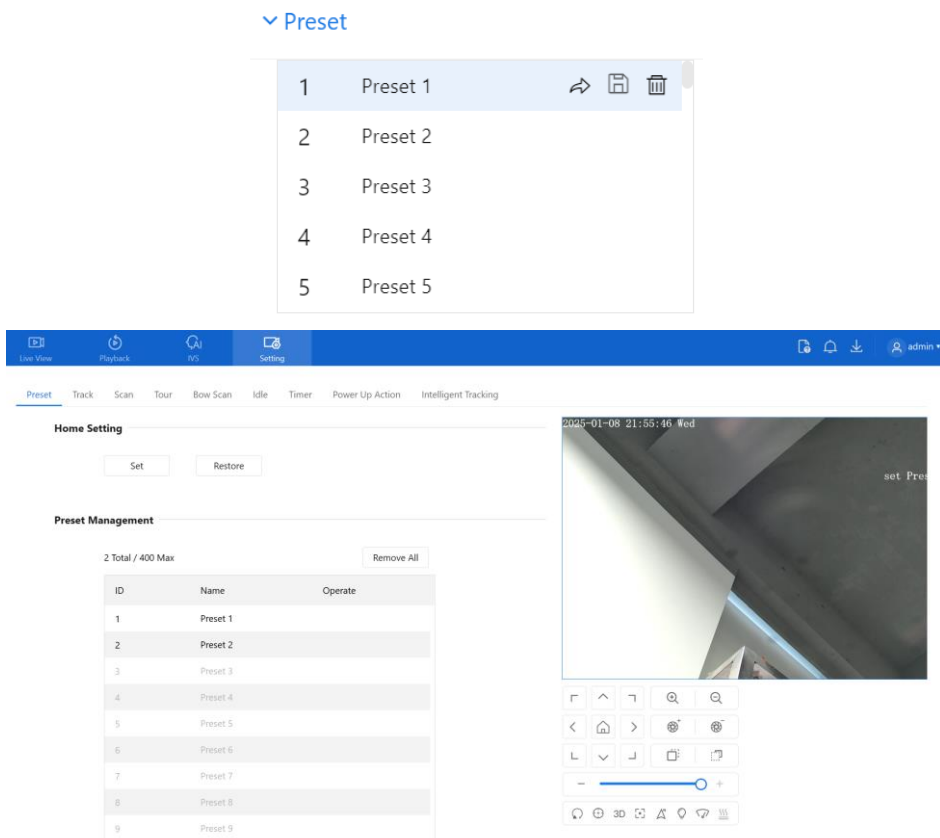 Preset
1 Preset 1
2 Preset 2
3 Preset 3
4 Preset 4
5 Preset 5
Live View Playback IVS Setting admin
Preset Track Scan Tour Bow Scan Idle Timer Power Up Action Intelligent Tracking
Home Setting
Set Restore
2025-01-08 21:55:46 Wed
set Pres
Preset Management
2 Total / 400 Max Remove All
ID Name Operate
1 Preset 1
2 Preset 2
3 Preset 3
4 Preset 4
5 Preset 5
6 Preset 6
7 Preset 7
8 Preset 8
9 Preset 9
3D